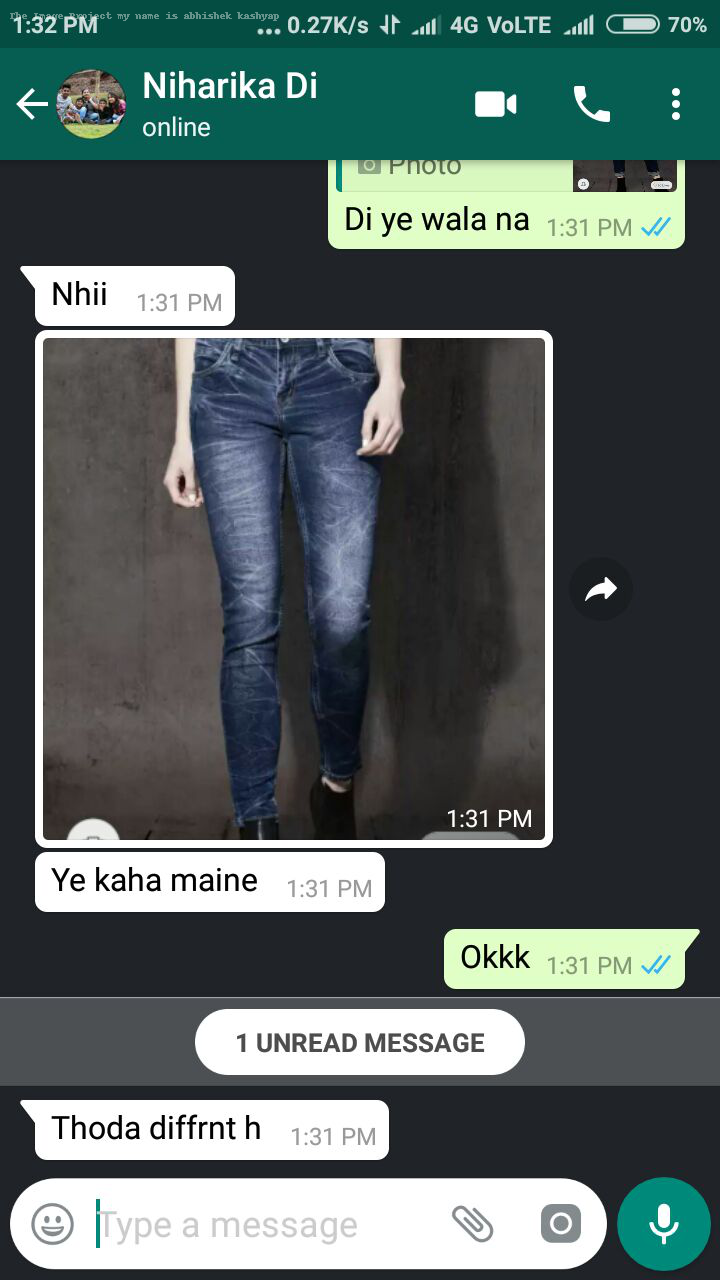 The Image Project my name is abhishek kashyap
1:32 PM ... 0.27K/s 4G VoLTE 70%
Niharika Di
online
Photo
Di ye wala na 1:31 PM
Nhii 1:31 PM
1:31 PM
Ye kaha maine 1:31 PM
Okkk 1:31 PM
1 UNREAD MESSAGE
Thoda diffrnt h 1:31 PM
Type a message